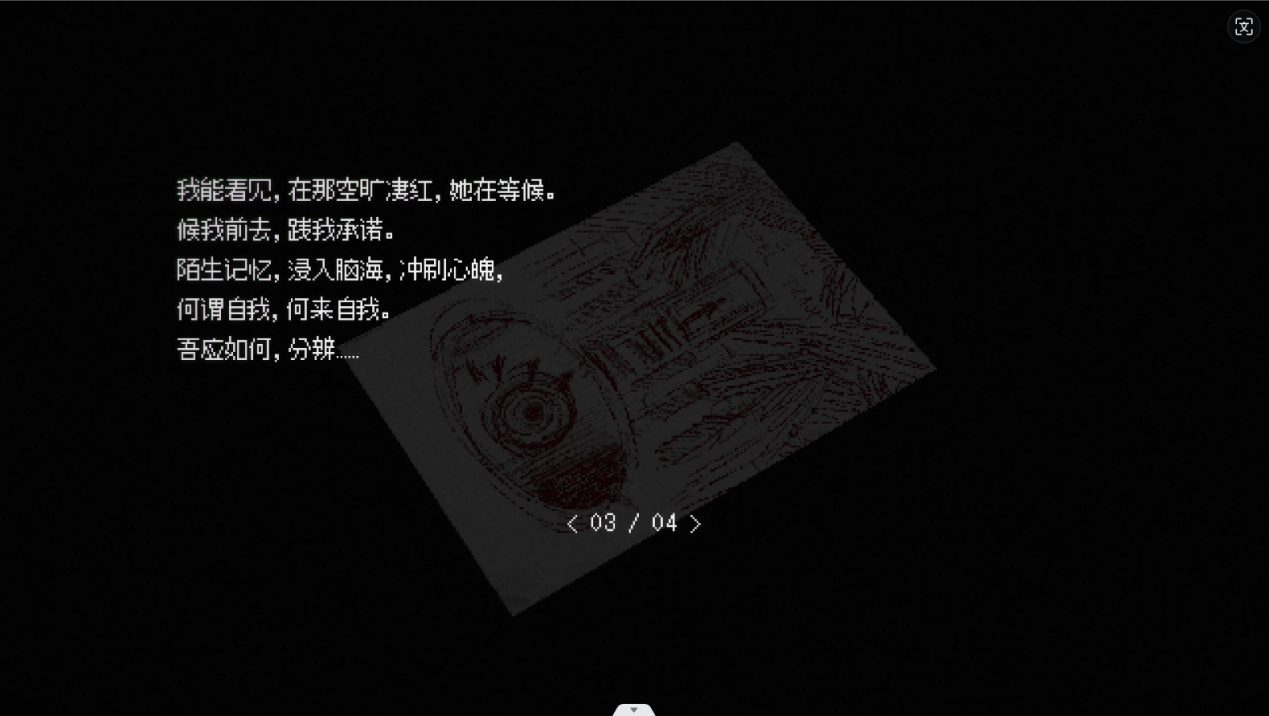 我能看见，在那空旷凄红，她在等候。
候我前去，践我承诺。
陌生记忆，浸入脑海，冲刷心魄，
何谓自我，何来自我。
吾应如何，分辨……
< 03 / 04 >